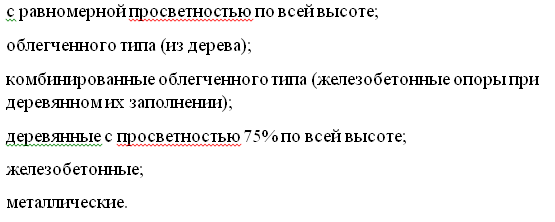 с равномерной просветностью по всей высоте;
облегченного типа (из дерева);
комбинированные облегченного типа (железобетонные опоры при
деревянном их заполнении);
деревянные с просветностью 75% по всей высоте;
железобетонные;
металлические.